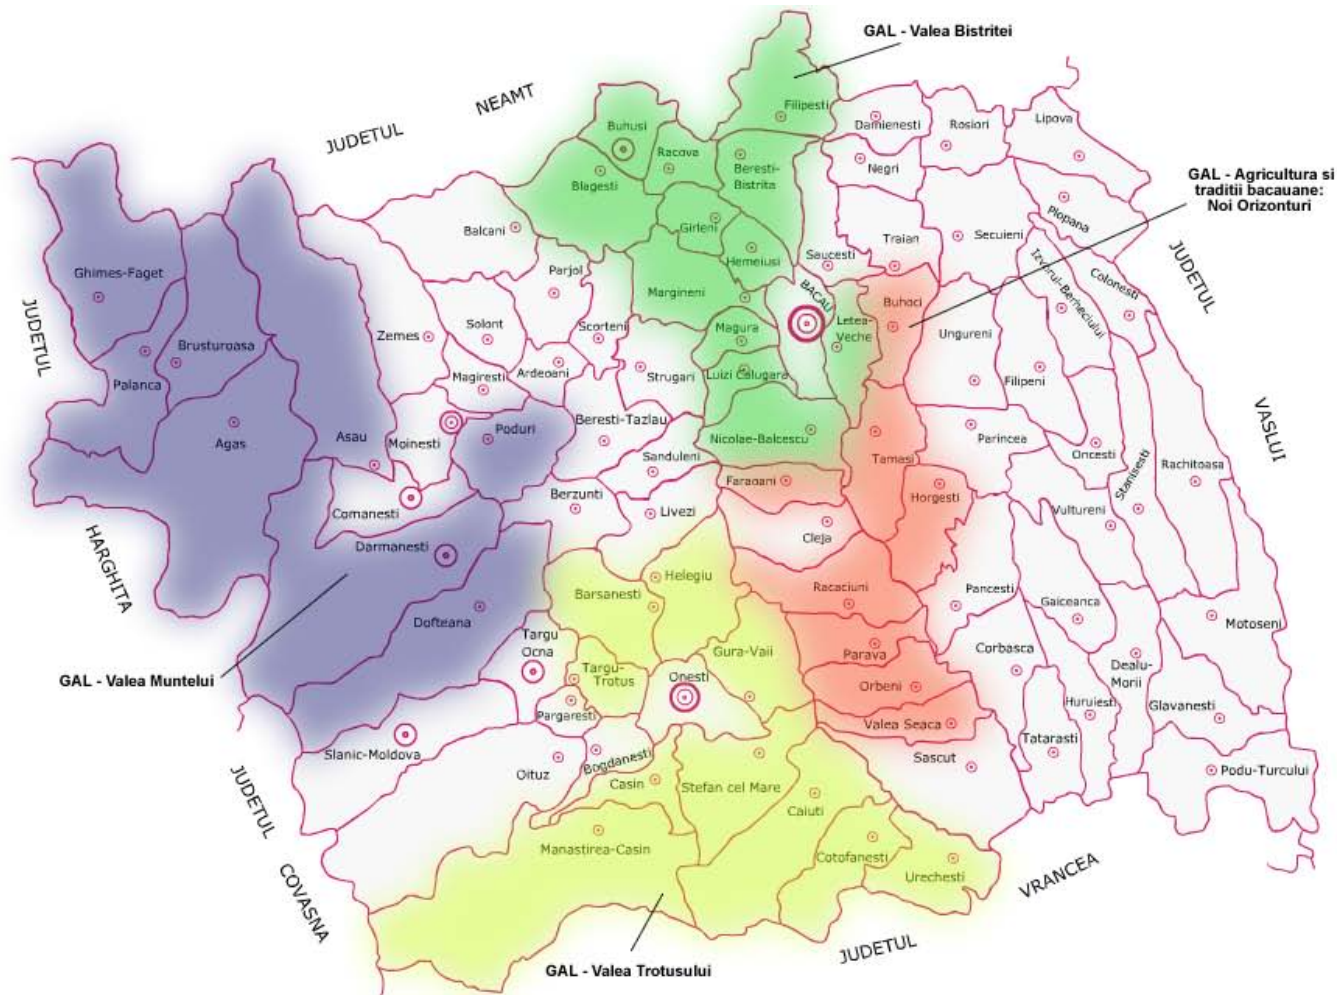 GAL - Valea Bistritei
NEAMT
JUDETUL
Filipesti
Buhusi
Damienesti
Rosiori
Lipova
Racova
Beresti-
Bistrita
Negri
Blagesti
GAL - Agricultura si
traditii bacauane:
Noi Orizonturi
Plopana
Balcani
Girleni
Traian
Secuieni
Hemeiusi
Saucesti
Izvorul-Berheciului
Colonesti
JUDETUL
Ghimes-Faget
Parjol
Margineni
BACAU
Buhoci
JUDETUL
Zemes
Solont
Scorteni
Magura
Letea-
Veche
Ungureni
Brusturoasa
Palanca
Magiresti
Ardeoani
Strugari
Luizi Calugara
Filipeni
VASLUI
Agas
Asau
Moinesti
Poduri
Beresti-Tazlau
Nicolae-Balcescu
Tamasi
Parincea
Oncesti
Stanisesti
Rachitoasa
Sanduleni
Faraoani
Horgesti
Comanesti
Berzunti
Livezi
Cleja
Vultureni
HARGHITA
Darmanesti
Helegiu
Barsanesti
Racaciuni
Pancesti
Gaiceanca
Motoseni
Dofteana
Targu
Ocna
Gura-Vaii
Parava
Corbasca
Dealu-
Morii
GAL - Valea Muntelui
Targu-
Trotus
Onesti
Orbeni
Huruiesti
Glavanesti
Pargaresti
Valea Seaca
Slanic-Moldova
Tatarasti
Sascut
Bogdanesti
Oituz
Podu-Turcului
JUDETUL
Casin
Stefan cel Mare
Caiuti
Manastirea-Casin
Cotofanesti
Urechesti
VRANCEA
COVASNA
JUDETUL
GAL - Valea Trotusului